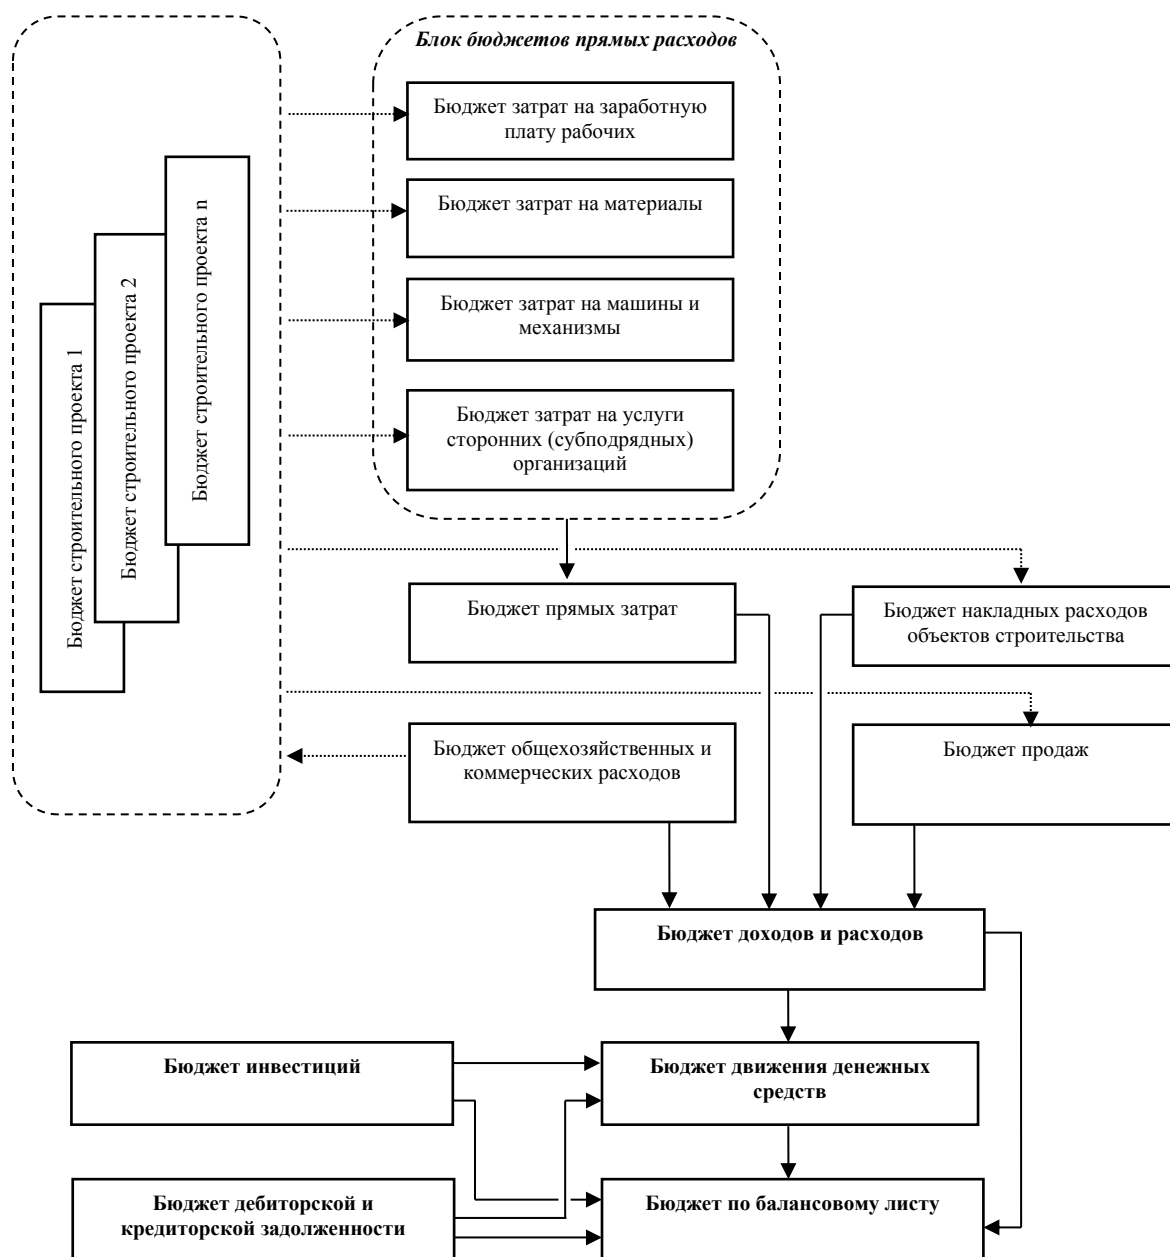 Блок бюджетов прямых расходов
Бюджет затрат на заработную
плату рабочих
Бюджет затрат на материалы
Бюджет затрат на машины и
механизмы
Бюджет затрат на услуги
сторонних (субподрядных)
организаций
Бюджет строительного проекта 1
Бюджет строительного проекта 2
Бюджет строительного проекта n
Бюджет прямых затрат
Бюджет накладных расходов
объектов строительства
Бюджет общехозяйственных и
коммерческих расходов
Бюджет продаж
Бюджет доходов и расходов
Бюджет инвестиций
Бюджет движения денежных
средств
Бюджет дебиторской и
кредиторской задолженности
Бюджет по балансовому листу